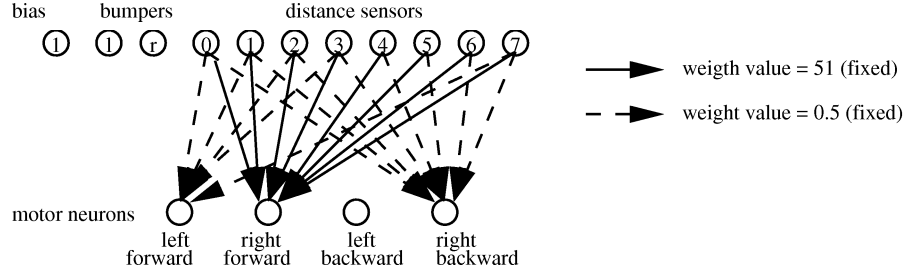 bias bumpers distance sensors
1 l r 0 1 2 3 4 5 6 7
weigth value = 51 (fixed)
weight value = 0.5 (fixed)
motor neurons
left right left right
forward forward backward backward